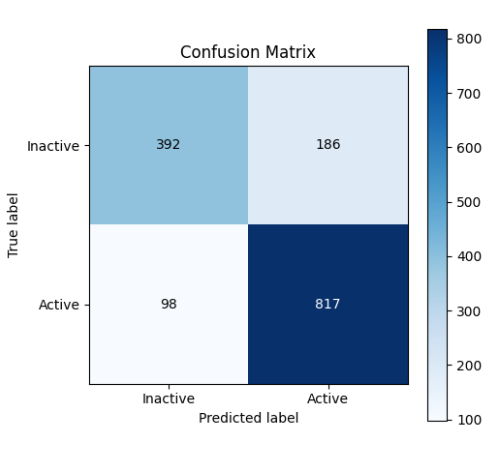 Confusion Matrix
800
700
600
500
400
300
200
100
True label
Inactive
392
186
Active
98
817
Inactive
Active
Predicted label